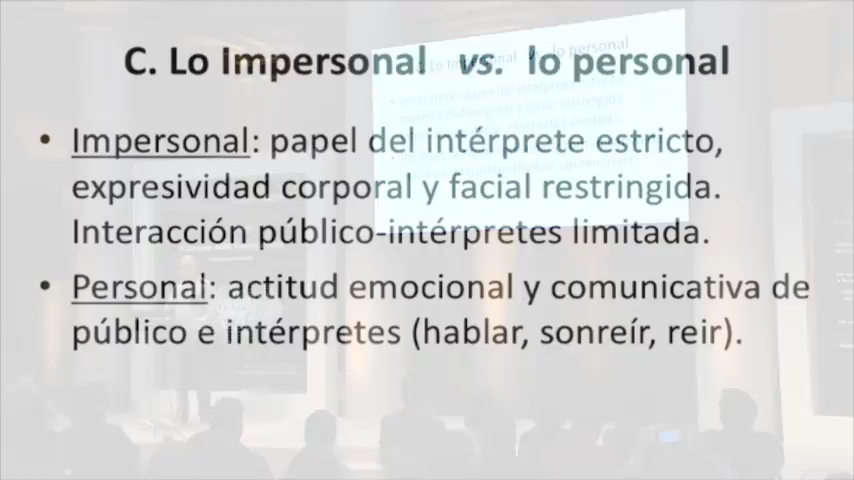 C. Lo Impersonal vs. lo personal
• Impersonal: papel del intérprete estricto,
expresividad corporal y facial restringida.
Interacción público-intérpretes limitada.
• Personal: actitud emocional y comunicativa de
público e intérpretes (hablar, sonreír, reir).